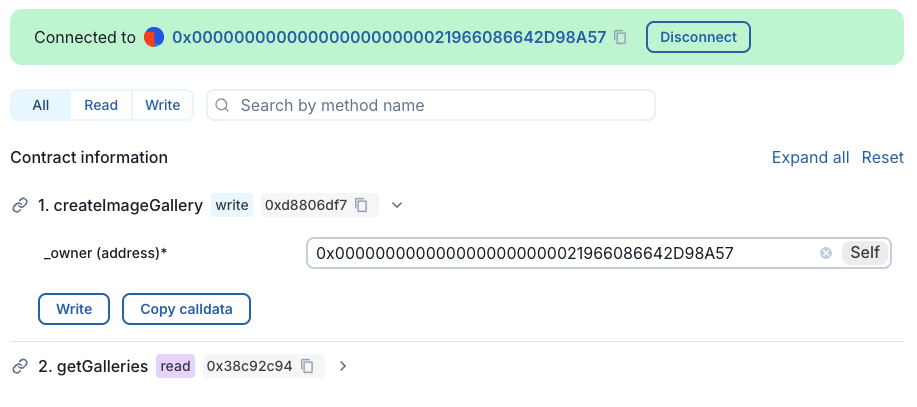 Connected to 0x0000000000000000000000021966086642D98A57 Disconnect
All Read Write Search by method name
Contract information Expand all Reset
1. createImageGallery write 0xd8806df7
_owner (address)* 0x0000000000000000000000021966086642D98A57 Self
Write Copy calldata
2. getGalleries read 0x38c92c94